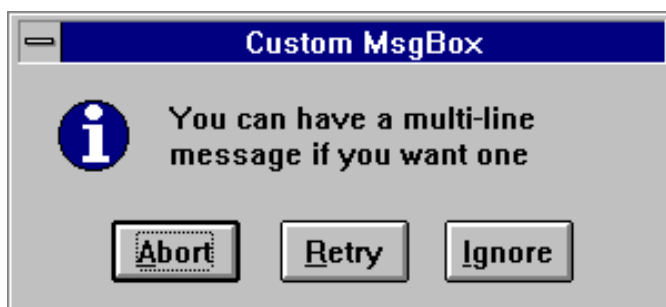 Custom MsgBox
You can have a multi-line
message if you want one
Abort Retry Ignore